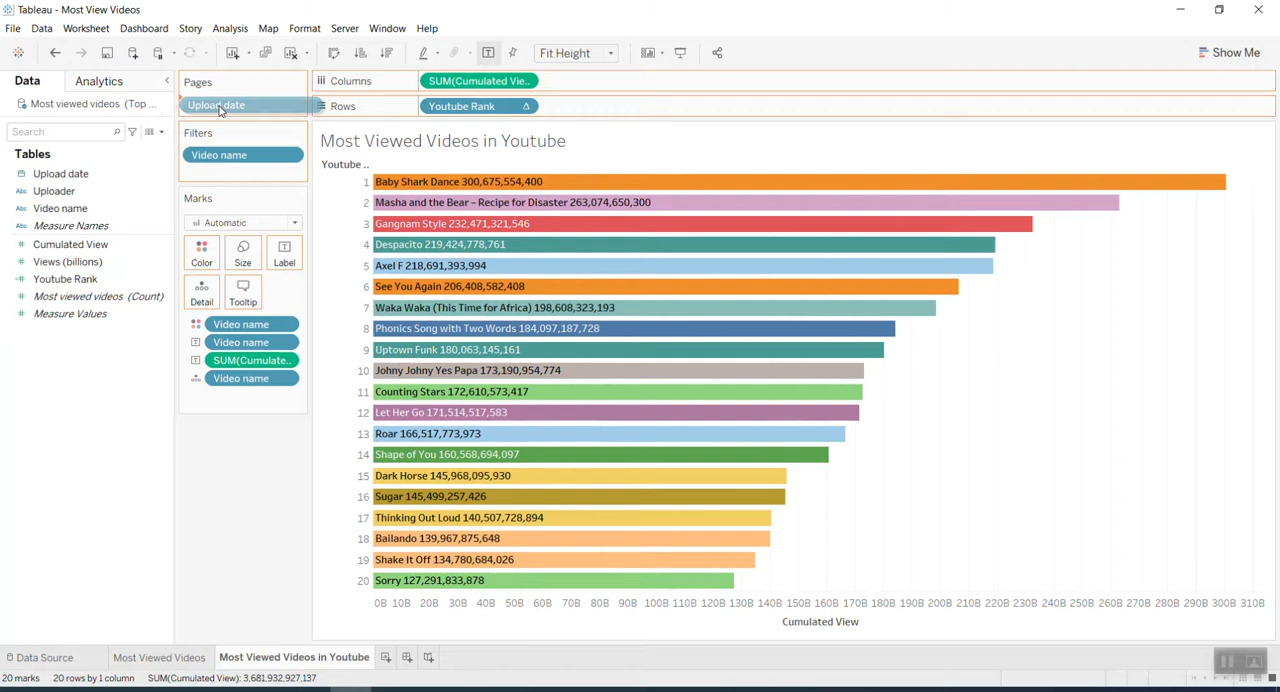 Tableau - Most View Videos
File Data Worksheet Dashboard Story Analysis Map Format Server Window Help
Fit Height
Show Me
Data Analytics
Pages
Columns
SUM(Cumulated Vie..
Most viewed videos (Top ...
Upload date
Rows
Youtube Rank
Search
Filters
Video name
Tables
Upload date
Abc Uploader
Abc Video name
Abc Measure Names
# Cumulated View
# Views (billions)
# Youtube Rank
# Most viewed videos (Count)
# Measure Values
Marks
Automatic
Color Size Label
Detail Tooltip
Video name
Video name
SUM(Cumulate..
Video name
Most Viewed Videos in Youtube
Youtube ..
1 Baby Shark Dance 300,675,554,400
2 Masha and the Bear – Recipe for Disaster 263,074,650,300
3 Gangnam Style 232,471,321,546
4 Despacito 219,424,778,761
5 Axel F 218,691,393,994
6 See You Again 206,408,582,408
7 Waka Waka (This Time for Africa) 198,608,323,193
8 Phonics Song with Two Words 184,097,187,728
9 Uptown Funk 180,063,145,161
10 Johny Johny Yes Papa 173,190,954,774
11 Counting Stars 172,610,573,417
12 Let Her Go 171,514,517,583
13 Roar 166,517,773,973
14 Shape of You 160,568,694,097
15 Dark Horse 145,968,095,930
16 Sugar 145,499,257,426
17 Thinking Out Loud 140,507,728,894
18 Bailando 139,967,875,648
19 Shake It Off 134,780,684,026
20 Sorry 127,291,833,878
0B 10B 20B 30B 40B 50B 60B 70B 80B 90B 100B 110B 120B 130B 140B 150B 160B 170B 180B 190B 200B 210B 220B 230B 240B 250B 260B 270B 280B 290B 300B 310B
Cumulated View
Data Source Most Viewed Videos Most Viewed Videos in Youtube
20 marks 20 rows by 1 column SUM(Cumulated View): 3,681,932,927,137